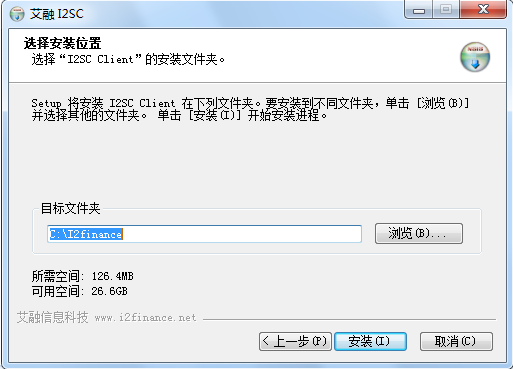 艾融 I2SC
选择安装位置
选择“I2SC Client”的安装文件夹。
Setup 将安装 I2SC Client 在下列文件夹。要安装到不同文件夹，单击 [浏览(B)]
并选择其他的文件夹。 单击 [安装(I)] 开始安装进程。
目标文件夹
C:\I2finance
浏览(B)...
所需空间: 126.4MB
可用空间: 26.6GB
艾融信息科技 www.i2finance.net
< 上一步(P)
安装(I)
取消(C)